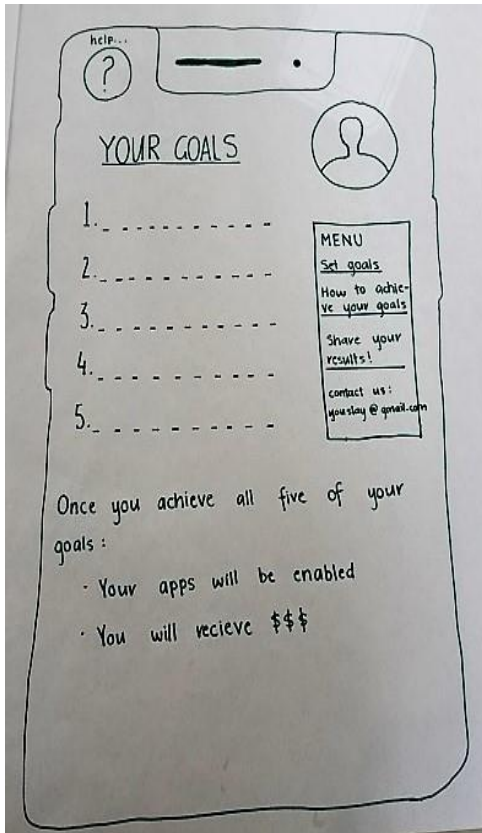 help...
?
YOUR GOALS
1. _ _ _ _ _ _ _ _ _ _
2. _ _ _ _ _ _ _ _ _ _
3. _ _ _ _ _ _ _ _ _ _
4. _ _ _ _ _ _ _ _ _
5. _ _ _ _ _ _ _ _ _
MENU
Set goals
How to achie-
ve your goals
Share your
results!
contact us:
youslay@gmail.com
Once you achieve all five of your
goals:
· Your apps will be enabled
· You will recieve $$$